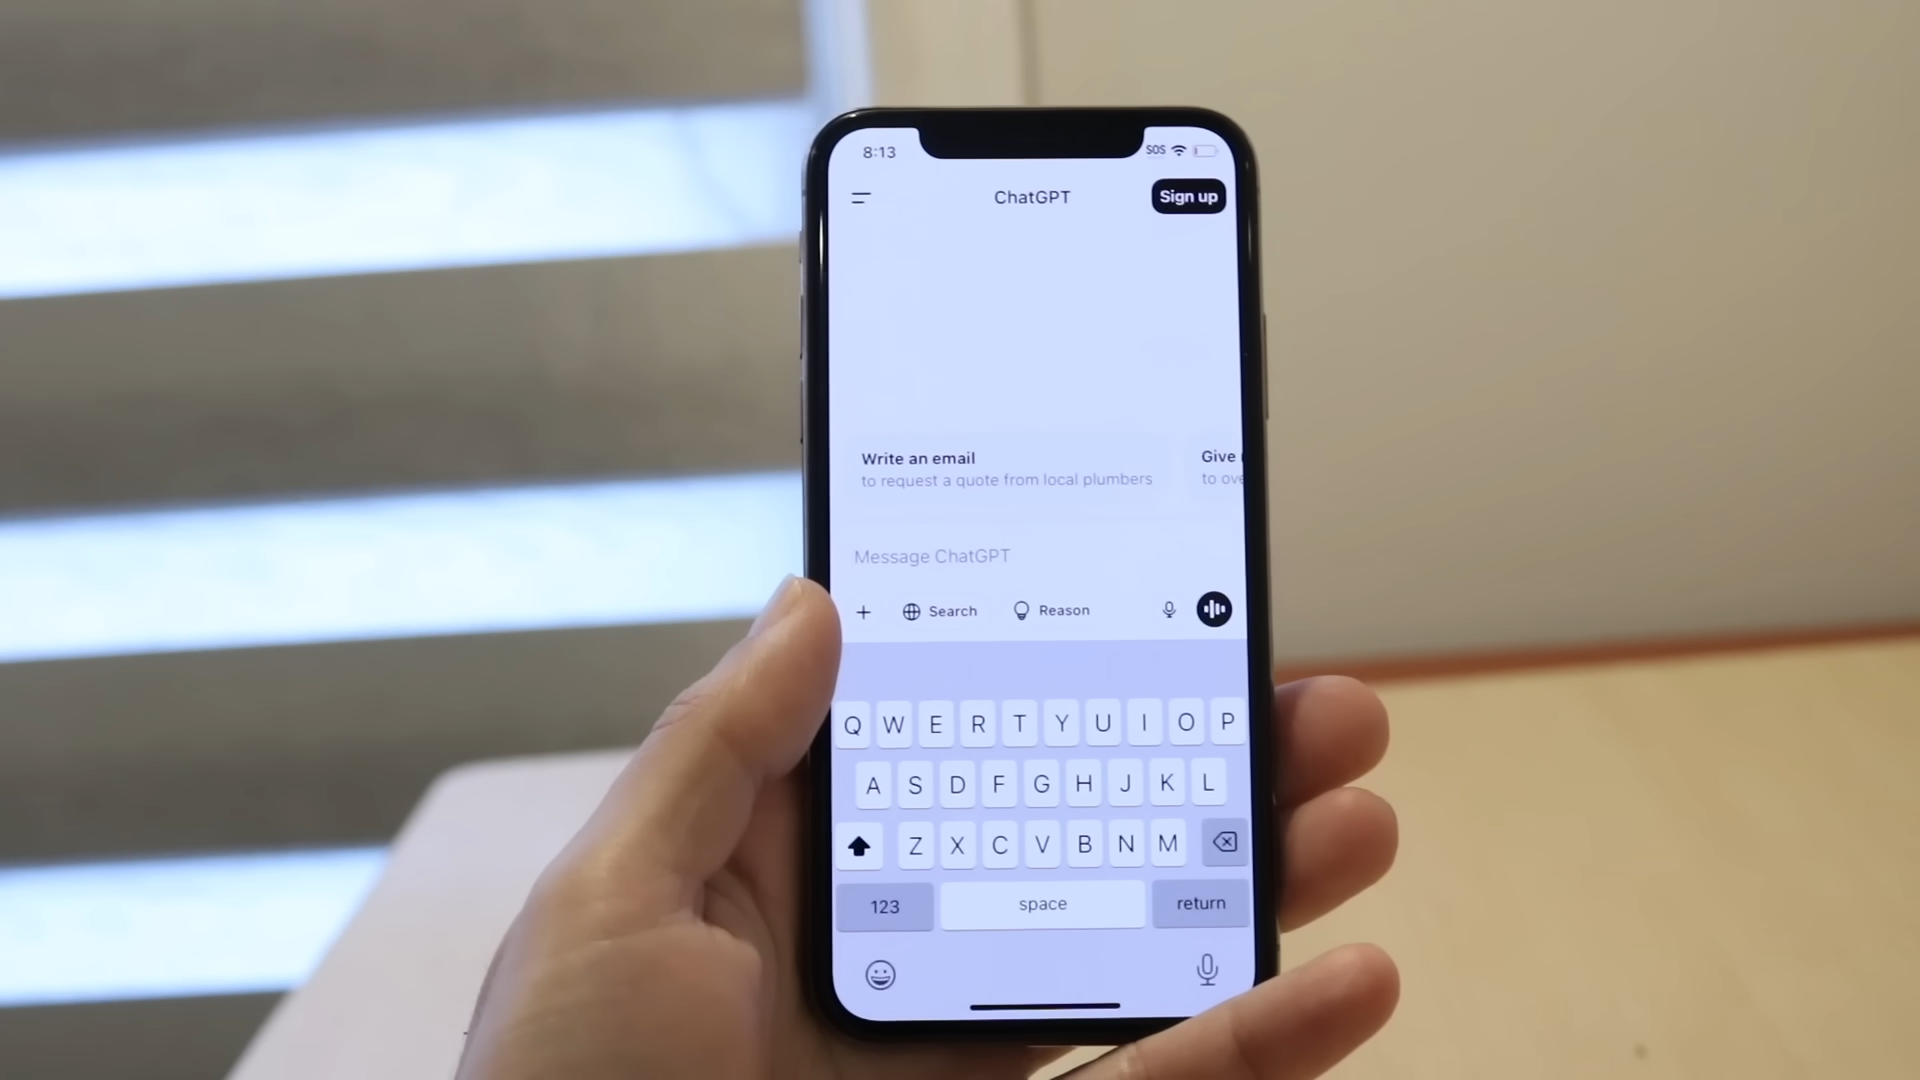 8:13
SOS
ChatGPT
Sign up
Write an email
to request a quote from local plumbers
Give
to
Message ChatGPT
Search
Reason
Q W E R T Y U I O P
A S D F G H J K L
Z X C V B N M
123
space
return